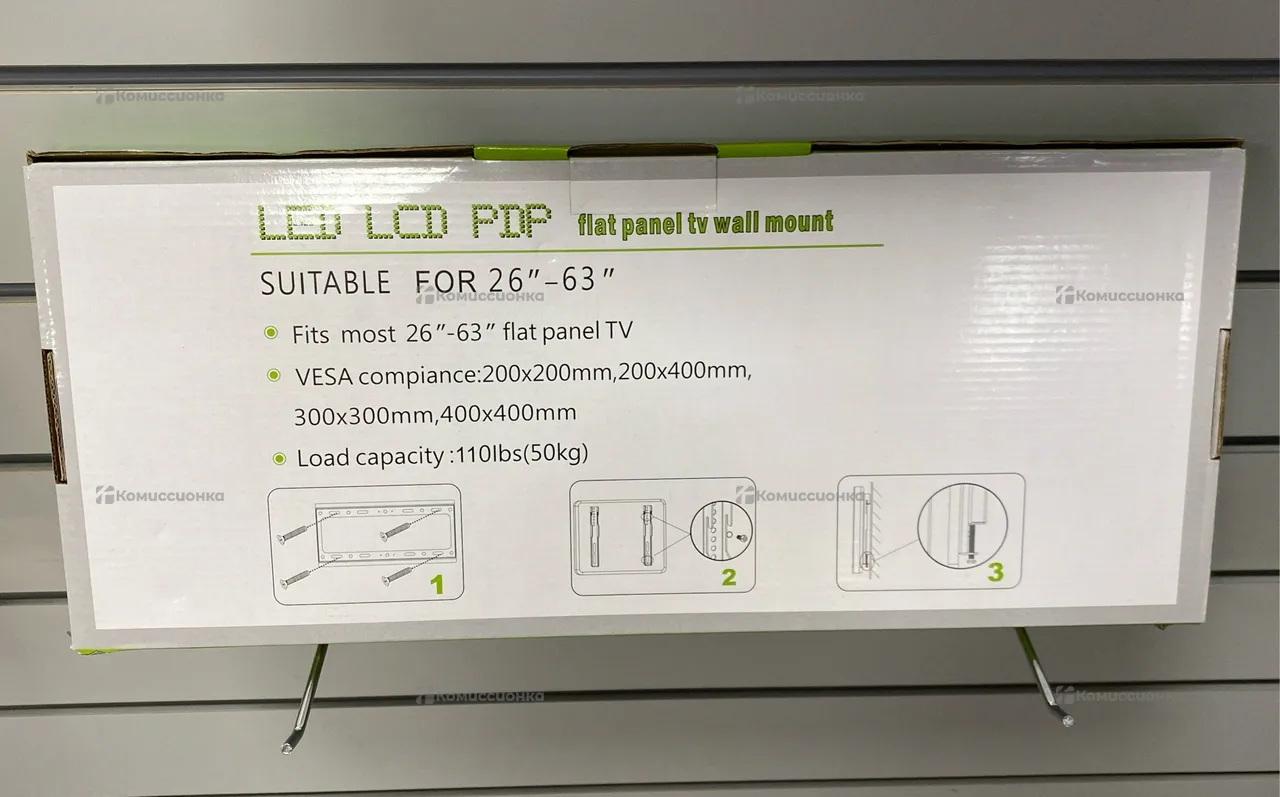 Комиссионка
Комиссионка
LED LCD PDP flat panel tv wall mount
SUITABLE FOR 26"-63"
Комиссионка
Комиссионка
Fits most 26"-63" flat panel TV
VESA compiance:200x200mm,200x400mm,
300x300mm,400x400mm
Load capacity :110lbs(50kg)
Комиссионка
Комиссионка
1
2
3
Комиссионка
Комиссионка